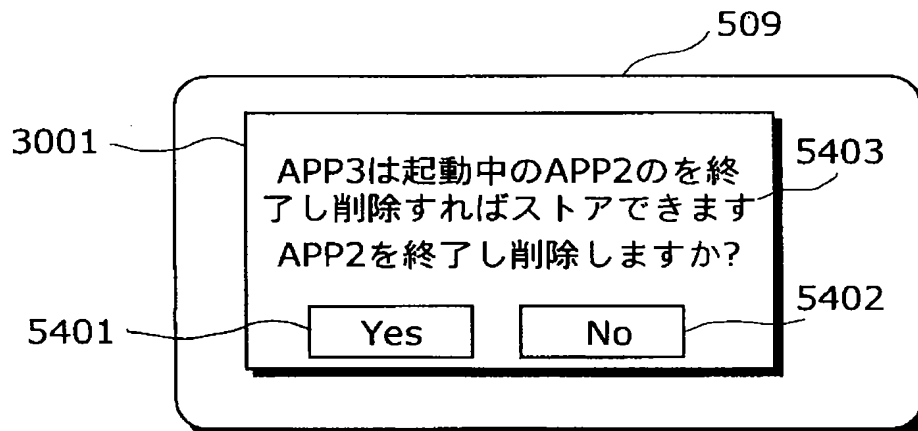 509
3001
APP3は起動中のAPP2のを終
了し削除すればストアできます
5403
APP2を終了し削除しますか?
5401
Yes
No
5402